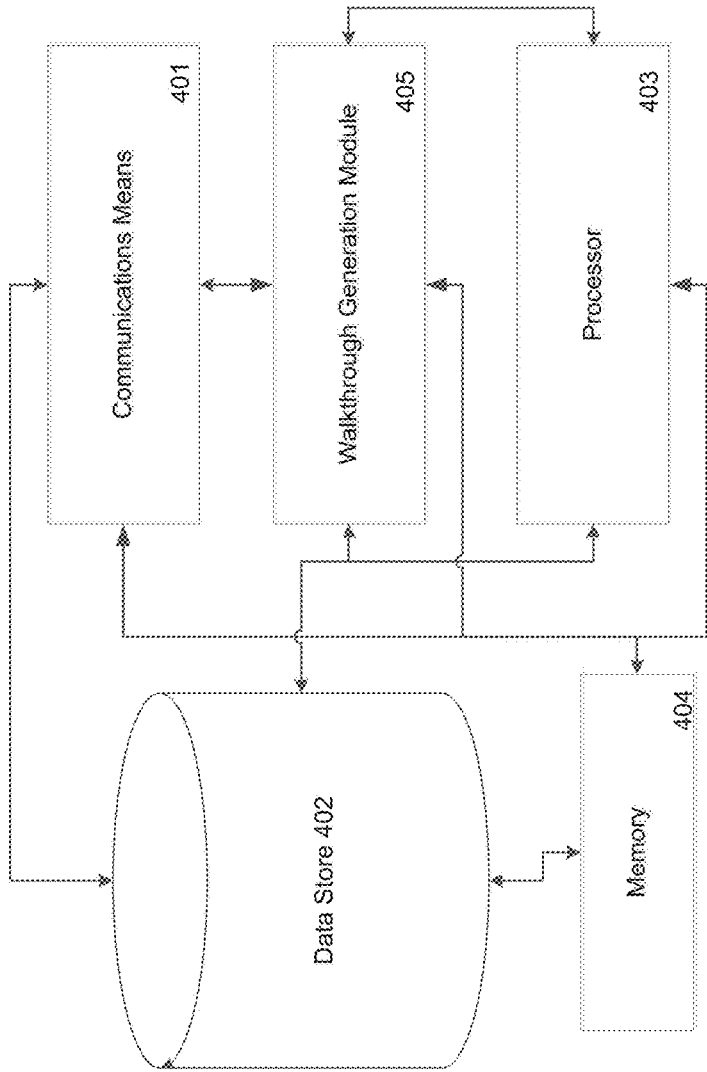 Communications Means
401
Walkthrough Generation Module
405
Processor
403
Data Store 402
Memory
404